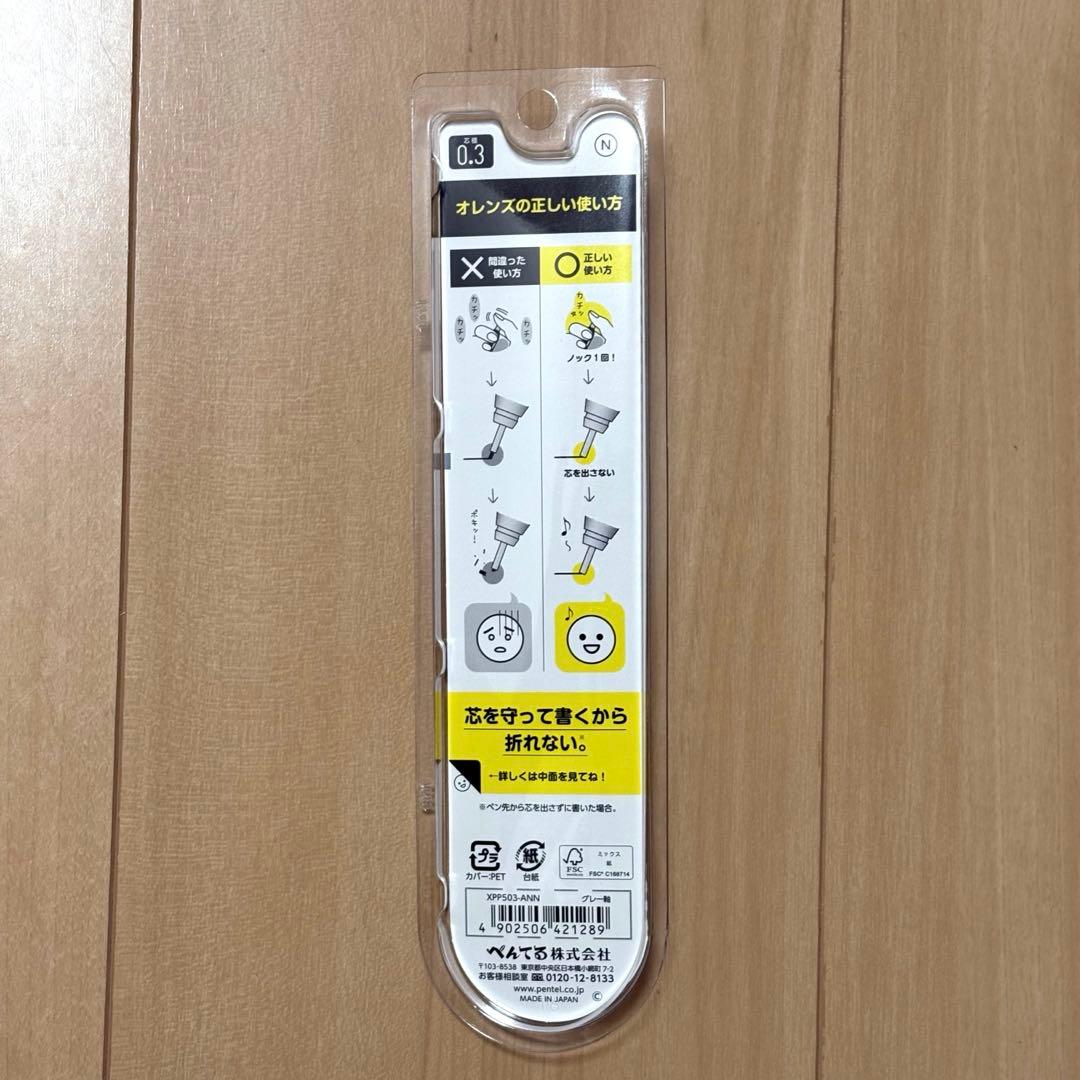 芯径
0.3
N
オレンズの正しい使い方
間違った
使い方
正しい
使い方
カチッ
カチッ
カチッ
カチッ
ノック1回！
芯を出さない
ポキッ！
芯を守って書くから
折れない。※
←詳しくは中面を見てね！
※ペン先から芯を出さずに書いた場合。
プラ
カバー:PET
紙
台紙
FSC
ミックス
紙
FSC® C168714
XPP503-ANN グレー軸
4 902506 421289
ぺんてる株式会社
〒103-8538 東京都中央区日本橋小網町 7-2
お客様相談室 0120-12-8133
www.pentel.co.jp
MADE IN JAPAN ©